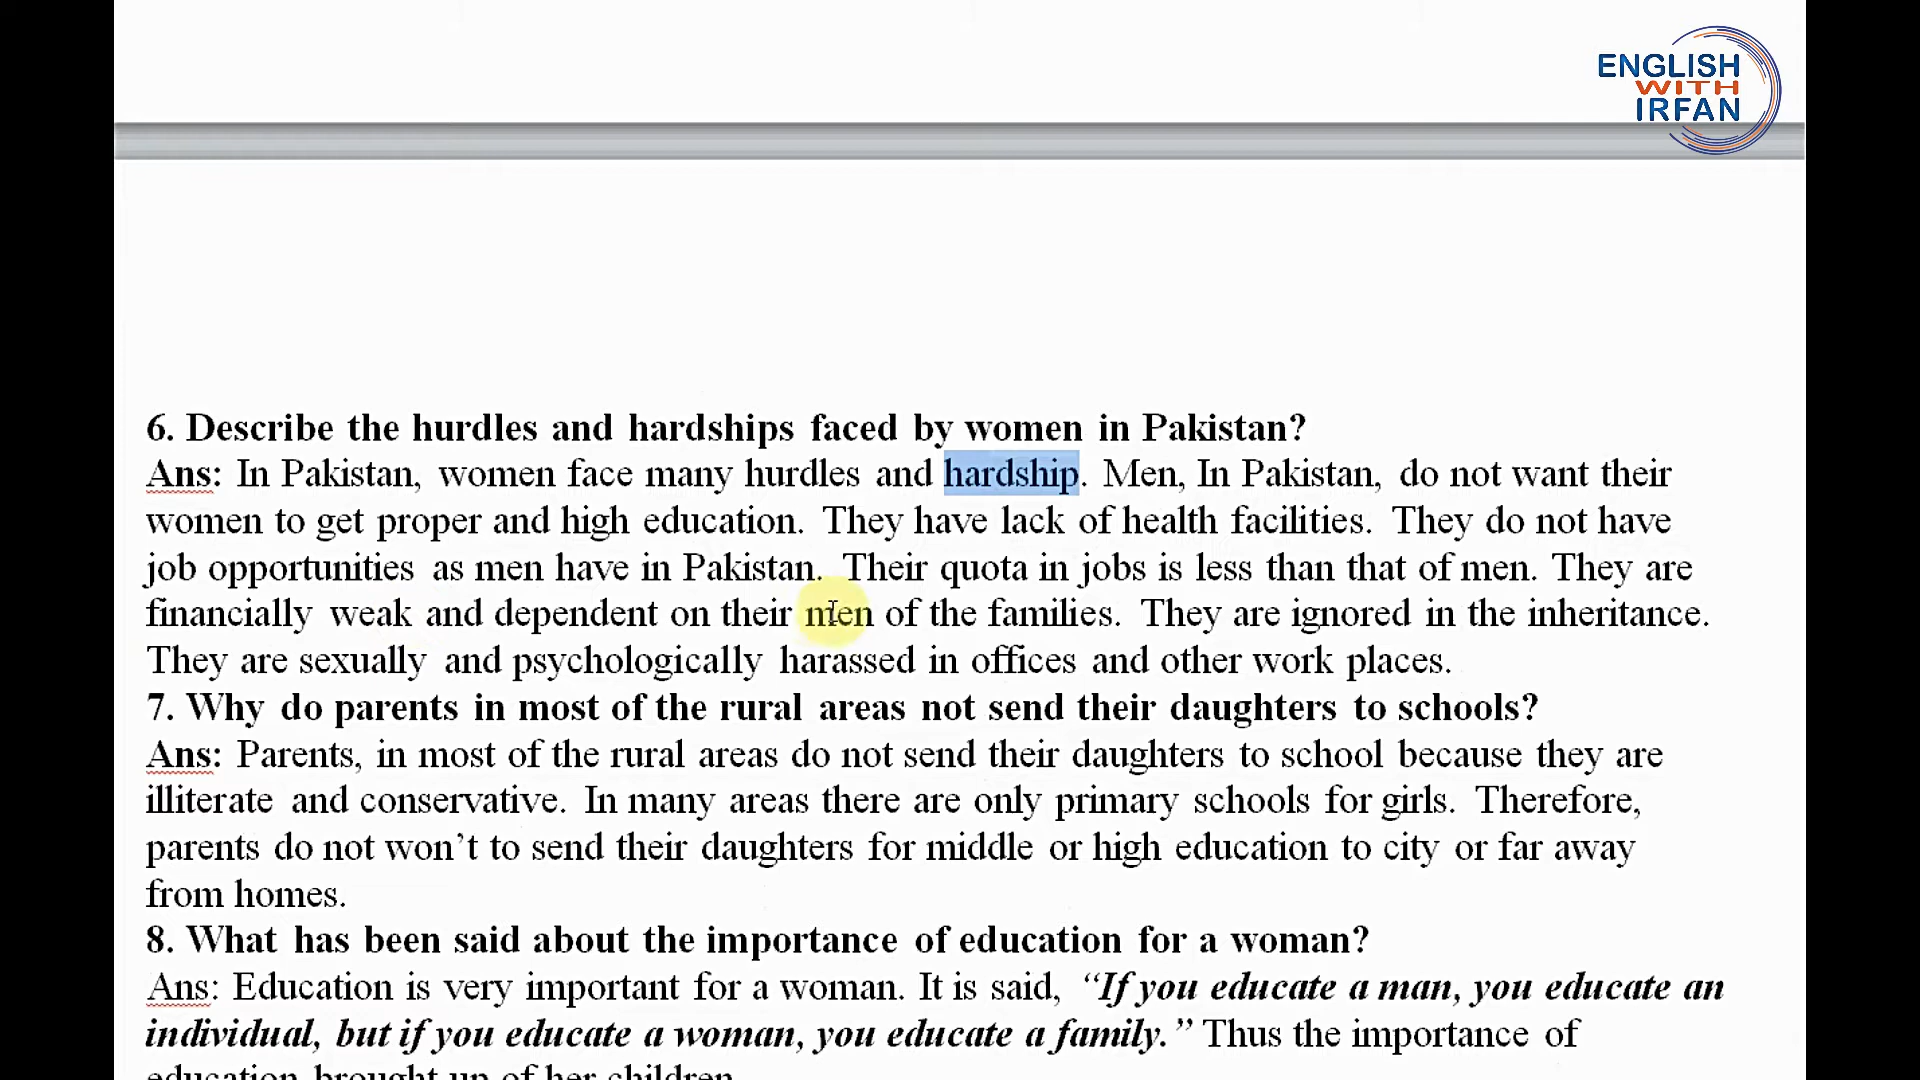 ENGLISH
WITH
IRFAN
6. Describe the hurdles and hardships faced by women in Pakistan?
Ans: In Pakistan, women face many hurdles and hardship. Men, In Pakistan, do not want their
women to get proper and high education. They have lack of health facilities. They do not have
job opportunities as men have in Pakistan. Their quota in jobs is less than that of men. They are
financially weak and dependent on their men of the families. They are ignored in the inheritance.
They are sexually and psychologically harassed in offices and other work places.
7. Why do parents in most of the rural areas not send their daughters to schools?
Ans: Parents, in most of the rural areas do not send their daughters to school because they are
illiterate and conservative. In many areas there are only primary schools for girls. Therefore,
parents do not won’t to send their daughters for middle or high education to city or far away
from homes.
8. What has been said about the importance of education for a woman?
Ans: Education is very important for a woman. It is said, “If you educate a man, you educate an
individual, but if you educate a woman, you educate a family.” Thus the importance of
education brought up of her children.